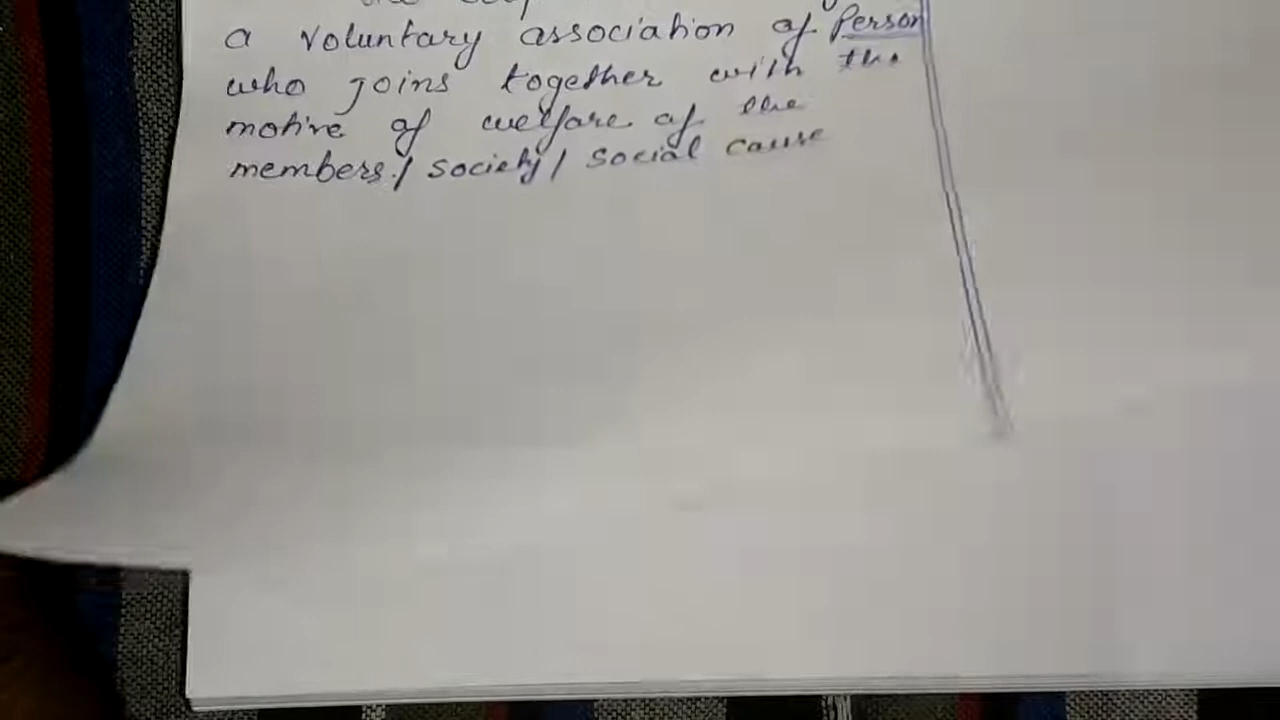 a voluntary association of Person
who joins together with the
motive of welfare of the
members./ society/ social cause